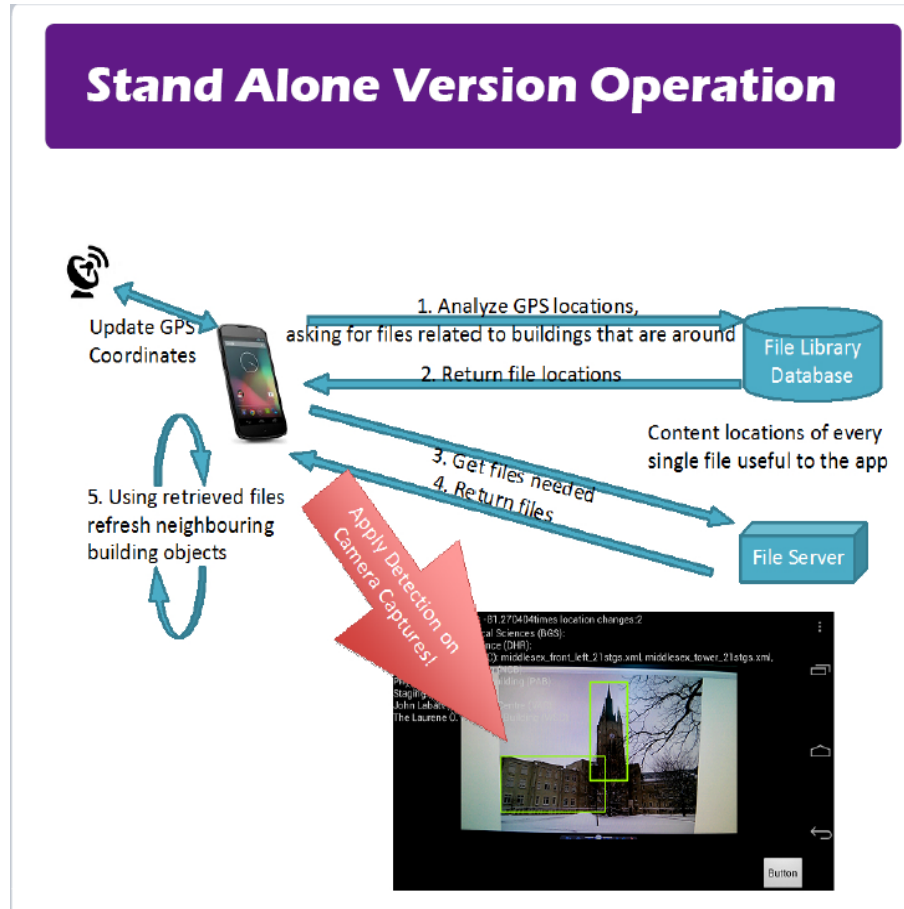 Stand Alone Version Operation
Update GPS
Coordinates
1. Analyze GPS locations,
asking for files related to buildings that are around
2. Return file locations
File Library
Database
Content locations of every
single file useful to the app
3. Get files needed
4. Return files
File Server
5. Using retrieved files
refresh neighbouring
building objects
Apply Detection on
Camera Captures!
-81.270404times location changes:2
cal Sciences (BGS):
nce (DHR):
: middlesex_front_left_21stgs.xml, middlesex_tower_21stgs.xml,
uilding (PAB)
Staging
John Labatt
The Laurene O.
Button